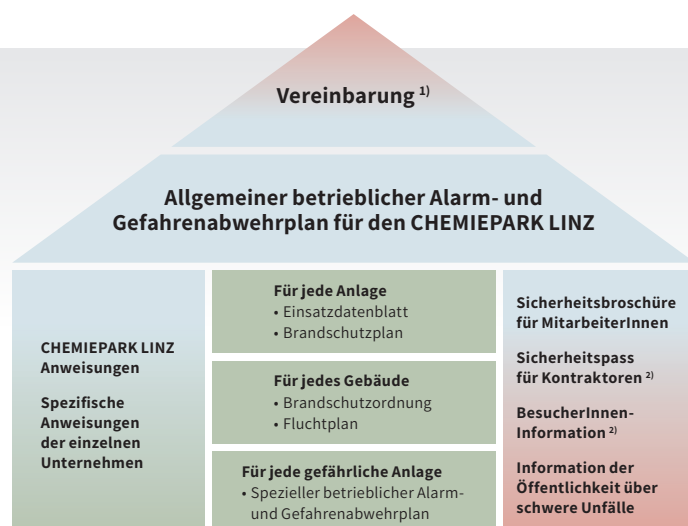 Vereinbarung ¹⁾
Allgemeiner betrieblicher Alarm- und
Gefahrenabwehrplan für den CHEMIEPARK LINZ
CHEMIEPARK LINZ
Anweisungen
Spezifische
Anweisungen
der einzelnen
Unternehmen
Für jede Anlage
• Einsatzdatenblatt
• Brandschutzplan
Für jedes Gebäude
• Brandschutzordnung
• Fluchtplan
Für jede gefährliche Anlage
• Spezieller betrieblicher Alarm-
und Gefahrenabwehrplan
Sicherheitsbroschüre
für MitarbeiterInnen
Sicherheitspass
für Kontraktoren ²⁾
BesucherInnen-
Information ²⁾
Information der
Öffentlichkeit über
schwere Unfälle